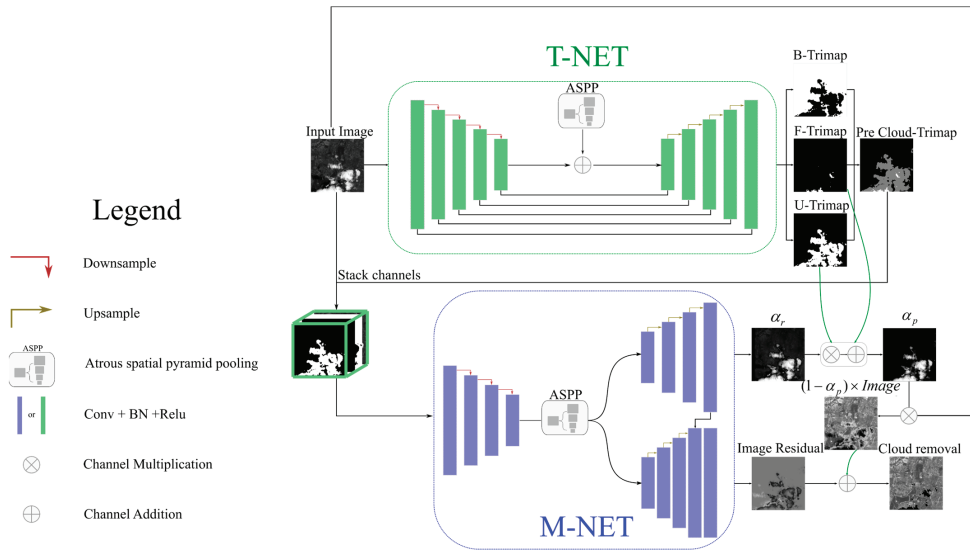 T-NET
B-Trimap
ASPP
Input Image
F-Trimap
Pre Cloud-Trimap
U-Trimap
Legend
Downsample
Stack channels
Upsample
ASPP
Atrous spatial pyramid pooling
or
Conv + BN +Relu
Channel Multiplication
Channel Addition
ASPP
α_r
α_p
(1 − α_p) × Image
Image Residual
Cloud removal
M-NET